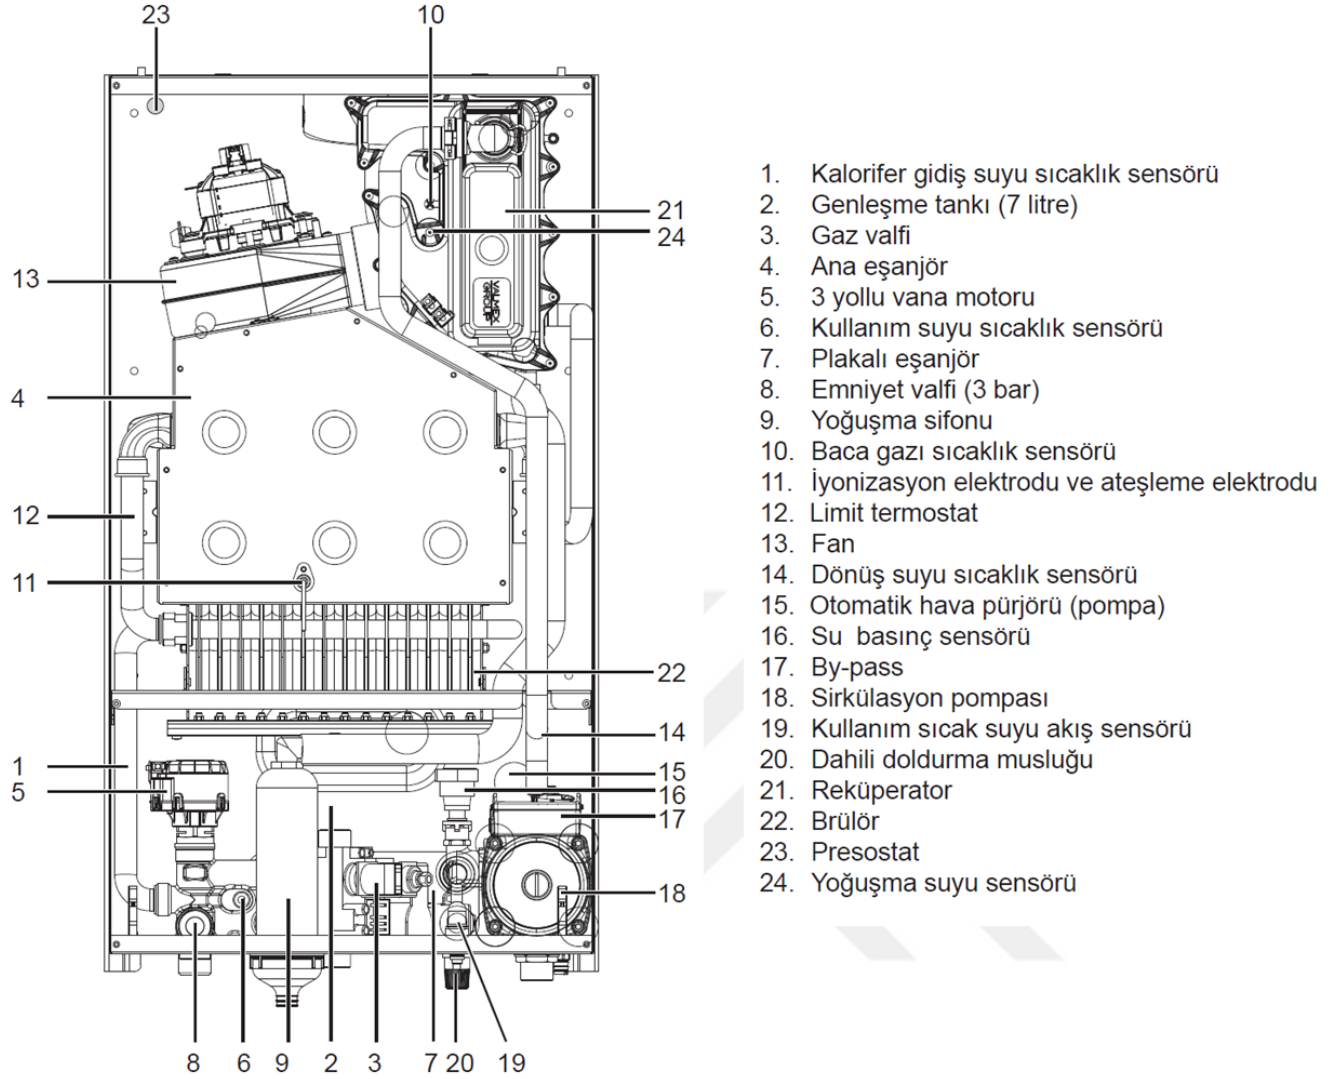 23
10
21
24
13
4
12
11
22
14
1
15
5
16
17
18
8
6
9
2
3
7
20
19
VALMEX
GROUP
1. Kalorifer gidiş suyu sıcaklık sensörü
2. Genleşme tankı (7 litre)
3. Gaz valfi
4. Ana eşanjör
5. 3 yollu vana motoru
6. Kullanım suyu sıcaklık sensörü
7. Plakalı eşanjör
8. Emniyet valfi (3 bar)
9. Yoğuşma sifonu
10. Baca gazı sıcaklık sensörü
11. İyonizasyon elektrodu ve ateşleme elektrodu
12. Limit termostat
13. Fan
14. Dönüş suyu sıcaklık sensörü
15. Otomatik hava pürjörü (pompa)
16. Su basınç sensörü
17. By-pass
18. Sirkülasyon pompası
19. Kullanım sıcak suyu akış sensörü
20. Dahili doldurma musluğu
21. Reküperator
22. Brülör
23. Presostat
24. Yoğuşma suyu sensörü